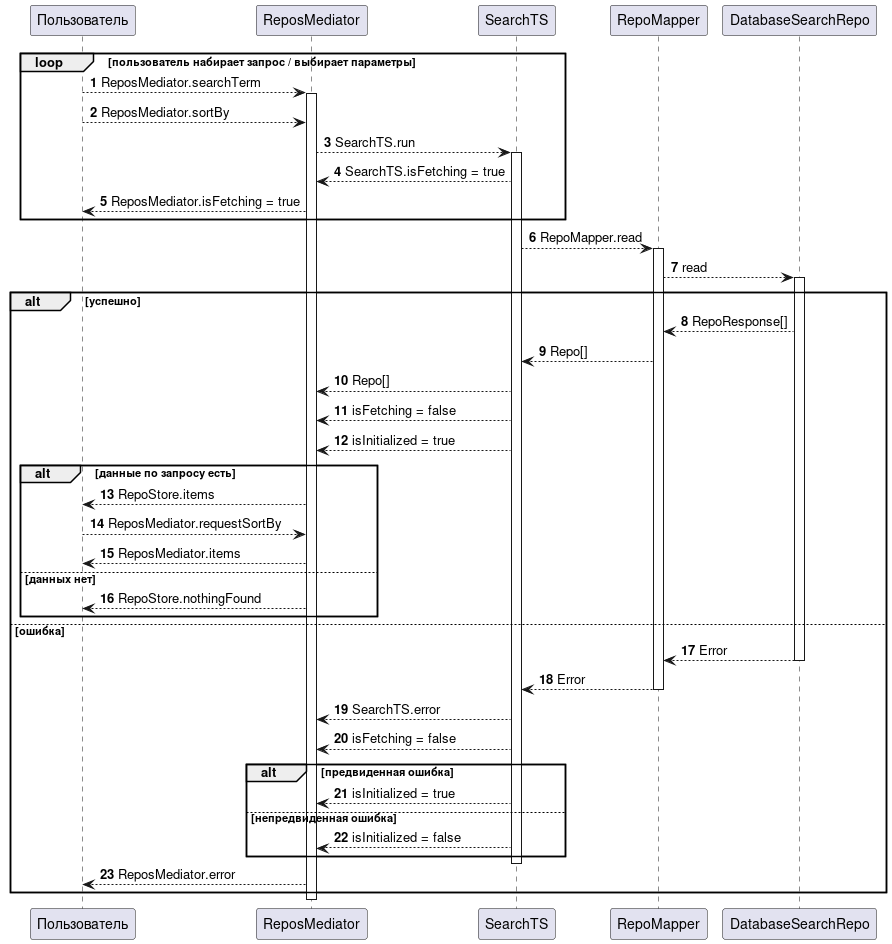 Пользователь ReposMediator SearchTS RepoMapper DatabaseSearchRepo
loop [пользователь набирает запрос / выбирает параметры]
1 ReposMediator.searchTerm
2 ReposMediator.sortBy
3 SearchTS.run
4 SearchTS.isFetching = true
5 ReposMediator.isFetching = true
6 RepoMapper.read
7 read
alt [успешно]
8 RepoResponse[]
9 Repo[]
10 Repo[]
11 isFetching = false
12 isInitialized = true
alt [данные по запросу есть]
13 RepoStore.items
14 ReposMediator.requestSortBy
15 ReposMediator.items
[данных нет]
16 RepoStore.nothingFound
[ошибка]
17 Error
18 Error
19 SearchTS.error
20 isFetching = false
alt [предвиденная ошибка]
21 isInitialized = true
[непредвиденная ошибка]
22 isInitialized = false
23 ReposMediator.error
Пользователь ReposMediator SearchTS RepoMapper DatabaseSearchRepo